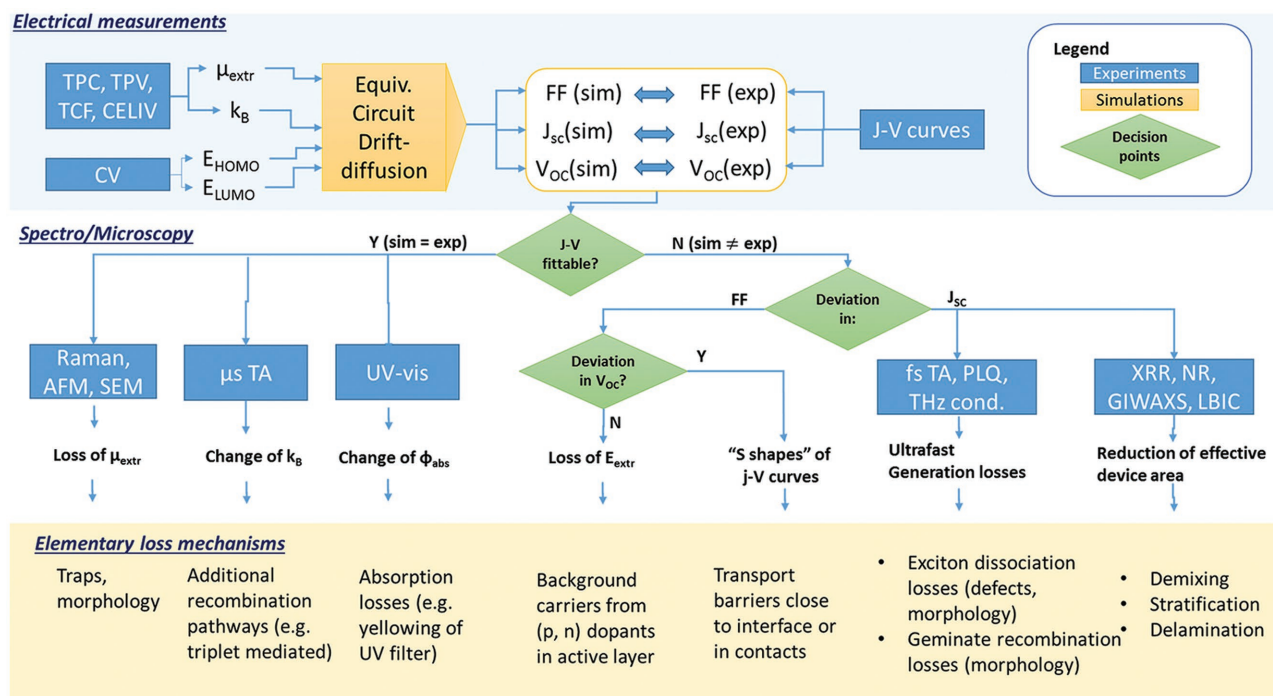 Electrical measurements
TPC, TPV,
TCF, CELIV
μextr
kB
CV
EHOMO
ELUMO
Equiv.
Circuit
Drift-
diffusion
FF (sim)
FF (exp)
Jsc(sim)
Jsc(exp)
VOC(sim)
VOC(exp)
J-V curves
Legend
Experiments
Simulations
Decision
points
Spectro/Microscopy
Y (sim = exp)
J-V
fittable?
N (sim ≠ exp)
FF
Deviation
in:
JSC
Raman,
AFM, SEM
μs TA
UV-vis
Deviation
in VOC?
Y
N
fs TA, PLQ,
THz cond.
XRR, NR,
GIWAXS, LBIC
Loss of μextr
Change of kB
Change of ϕabs
Loss of Eextr
“S shapes” of
j-V curves
Ultrafast
Generation losses
Reduction of effective
device area
Elementary loss mechanisms
Traps,
morphology
Additional
recombination
pathways (e.g.
triplet mediated)
Absorption
losses (e.g.
yellowing of
UV filter)
Background
carriers from
(p, n) dopants
in active layer
Transport
barriers close
to interface or
in contacts
• Exciton dissociation
losses (defects,
morphology)
• Geminate recombination
losses (morphology)
• Demixing
• Stratification
• Delamination